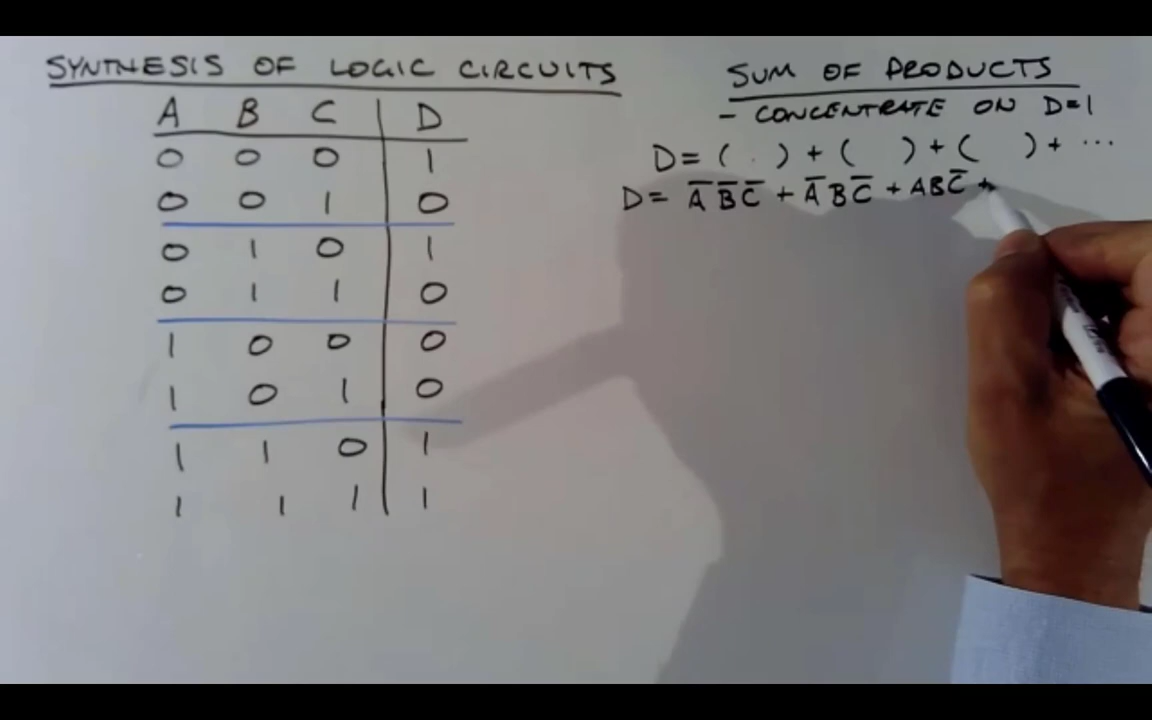 SYNTHESIS OF LOGIC CIRCUITS
A B C D
0 0 0 1
0 0 1 0
0 1 0 1
0 1 1 0
1 0 0 0
1 0 1 0
1 1 0 1
1 1 1 1
SUM OF PRODUCTS
- CONCENTRATE ON D=1
D = ( . ) + ( ) + ( ) + ...
D = A̅ B̅ C̅ + A̅ B C̅ + A B C̅ +